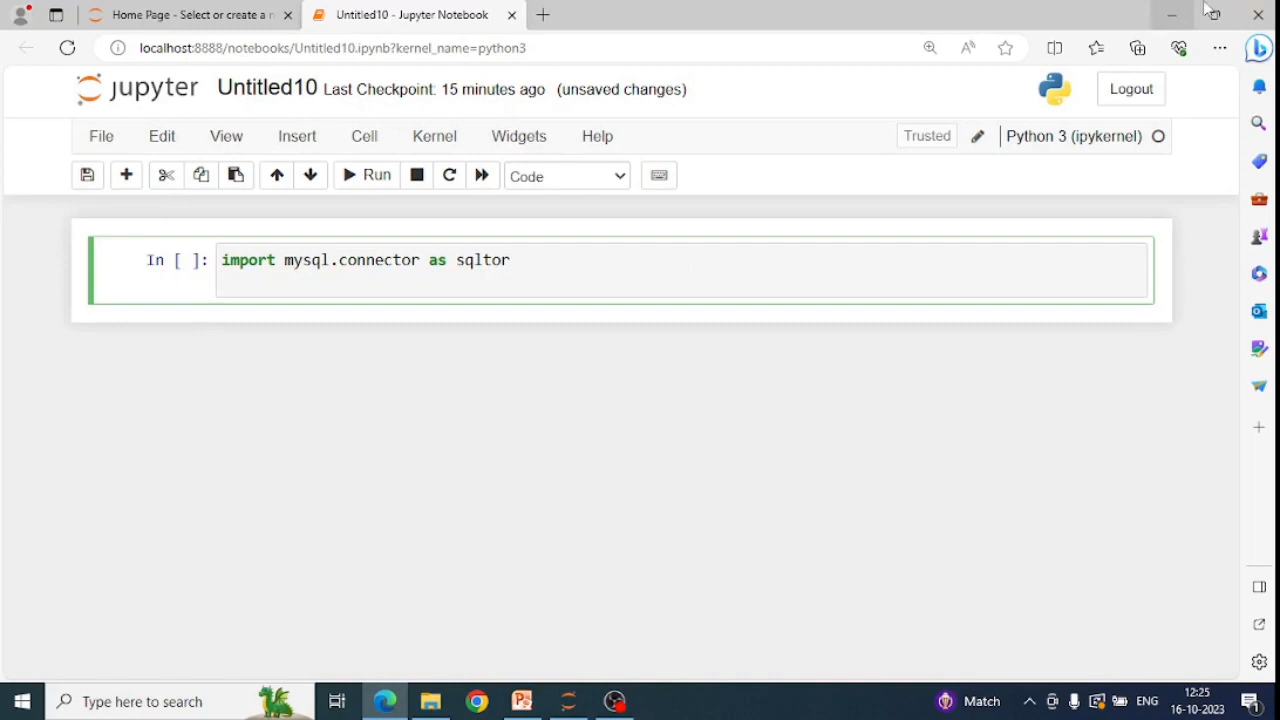 Home Page - Select or create a n
Untitled10 - Jupyter Notebook
localhost:8888/notebooks/Untitled10.ipynb?kernel_name=python3
jupyter Untitled10 Last Checkpoint: 15 minutes ago (unsaved changes)
Logout
File Edit View Insert Cell Kernel Widgets Help
Trusted
Python 3 (ipykernel)
Run
Code
In [ ]: import mysql.connector as sqltor
Type here to search
Match
ENG
12:25
16-10-2023
1